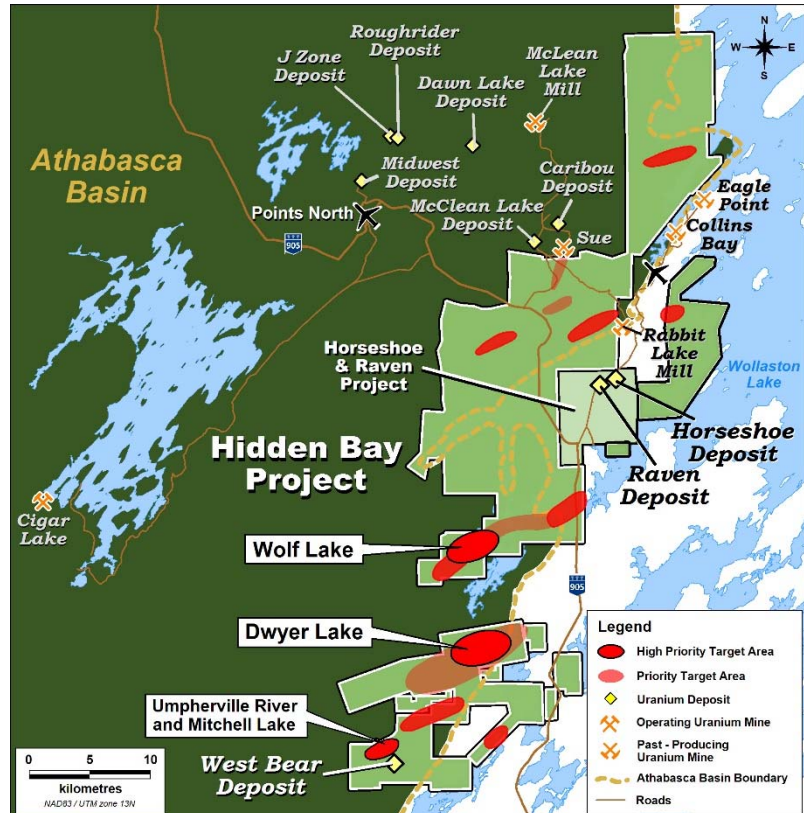 N
W E
S
Roughrider
Deposit
J Zone
Deposit
McLean
Lake
Mill
Dawn Lake
Deposit
Athabasca
Basin
Midwest
Deposit
Caribou
Deposit
McClean Lake
Deposit
Points North
Eagle
Point
Collins
Bay
905
Sue
Rabbit
Lake
Mill
Horseshoe
& Raven
Project
Wollaston
Lake
Horseshoe
Deposit
Raven
Deposit
Hidden Bay
Project
Cigar
Lake
Wolf Lake
905
Dwyer Lake
Umpherville River
and Mitchell Lake
West Bear
Deposit
0 5 10
kilometres
NAD83 / UTM zone 13N
Legend
High Priority Target Area
Priority Target Area
Uranium Deposit
Operating Uranium Mine
Past - Producing
Uranium Mine
Athabasca Basin Boundary
Roads